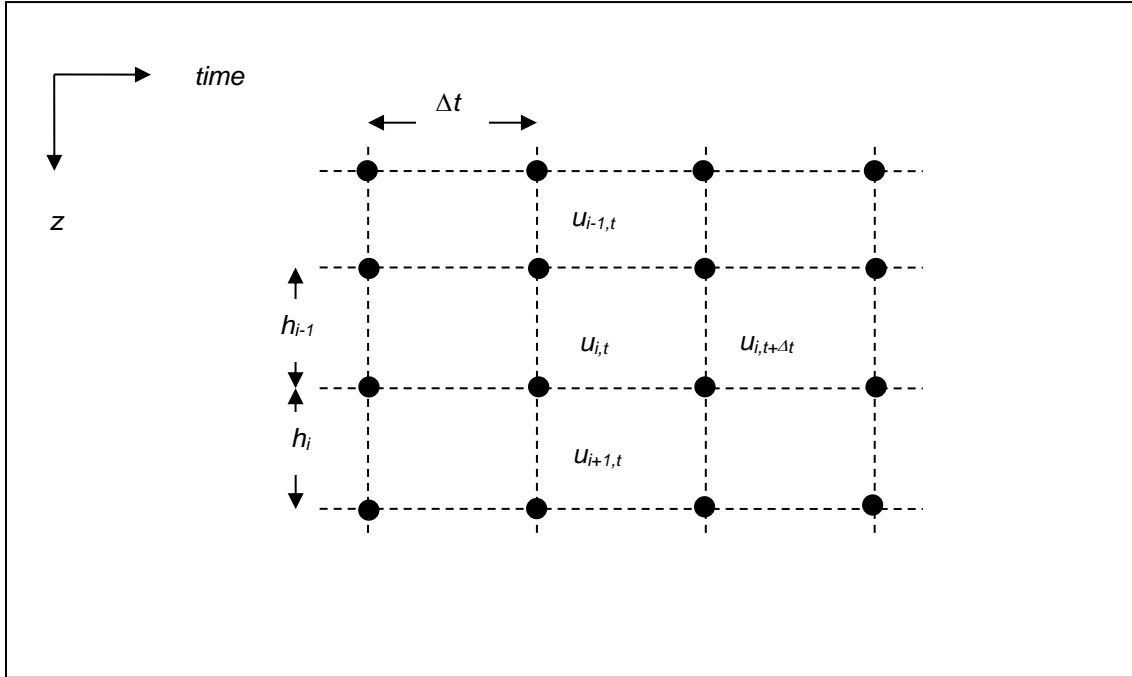 time
Δt
z
u_{i-1,t}
h_{i-1}
u_{i,t}
u_{i,t+Δt}
h_i
u_{i+1,t}